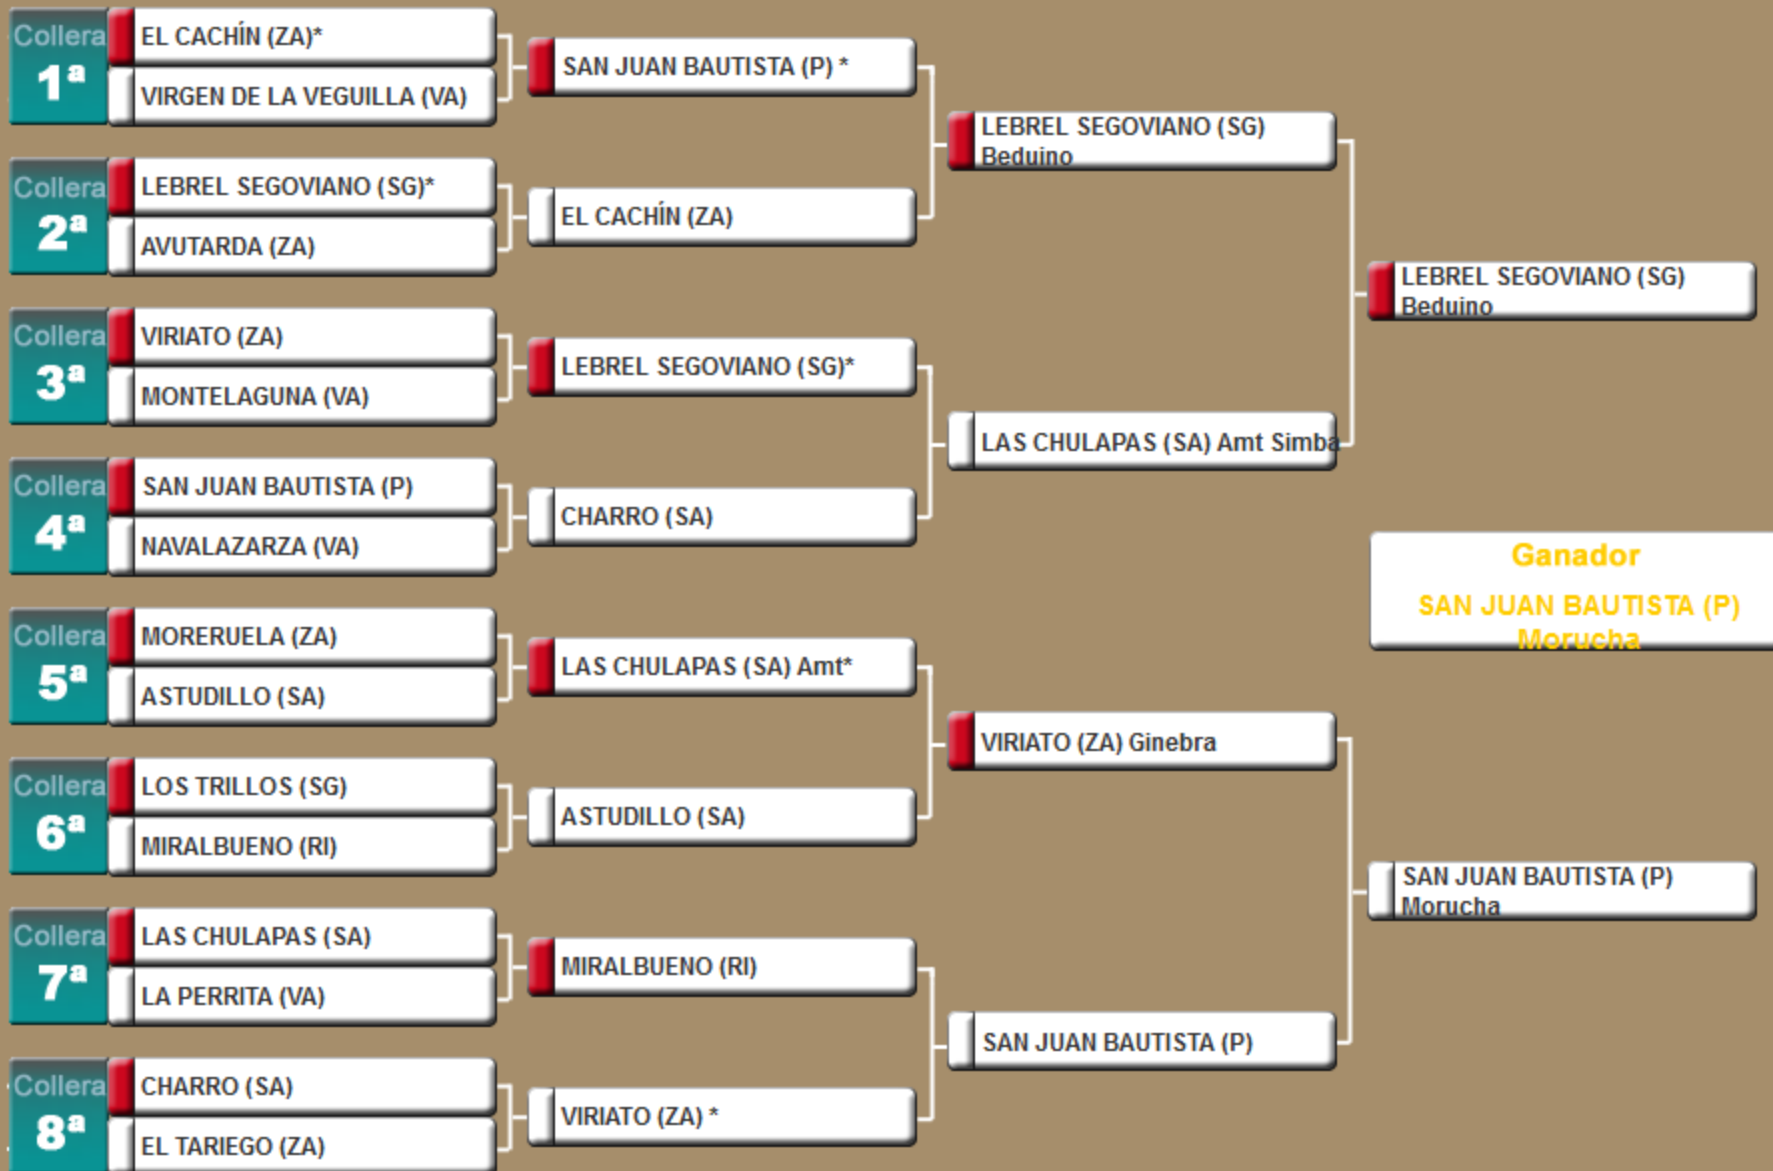 Collera
1ª
EL CACHÍN (ZA)*
VIRGEN DE LA VEGUILLA (VA)
Collera
2ª
LEBREL SEGOVIANO (SG)*
AVUTARDA (ZA)
Collera
3ª
VIRIATO (ZA)
MONTELAGUNA (VA)
Collera
4ª
SAN JUAN BAUTISTA (P)
NAVALAZARZA (VA)
Collera
5ª
MORERUELA (ZA)
ASTUDILLO (SA)
Collera
6ª
LOS TRILLOS (SG)
MIRALBUENO (RI)
Collera
7ª
LAS CHULAPAS (SA)
LA PERRITA (VA)
Collera
8ª
CHARRO (SA)
EL TARIEGO (ZA)
SAN JUAN BAUTISTA (P) *
EL CACHÍN (ZA)
LEBREL SEGOVIANO (SG)*
CHARRO (SA)
LAS CHULAPAS (SA) Amt*
ASTUDILLO (SA)
MIRALBUENO (RI)
VIRIATO (ZA) *
LEBREL SEGOVIANO (SG)
Beduino
LAS CHULAPAS (SA) Amt Simba
VIRIATO (ZA) Ginebra
SAN JUAN BAUTISTA (P)
LEBREL SEGOVIANO (SG)
Beduino
SAN JUAN BAUTISTA (P)
Morucha
Ganador
SAN JUAN BAUTISTA (P)
Morucha